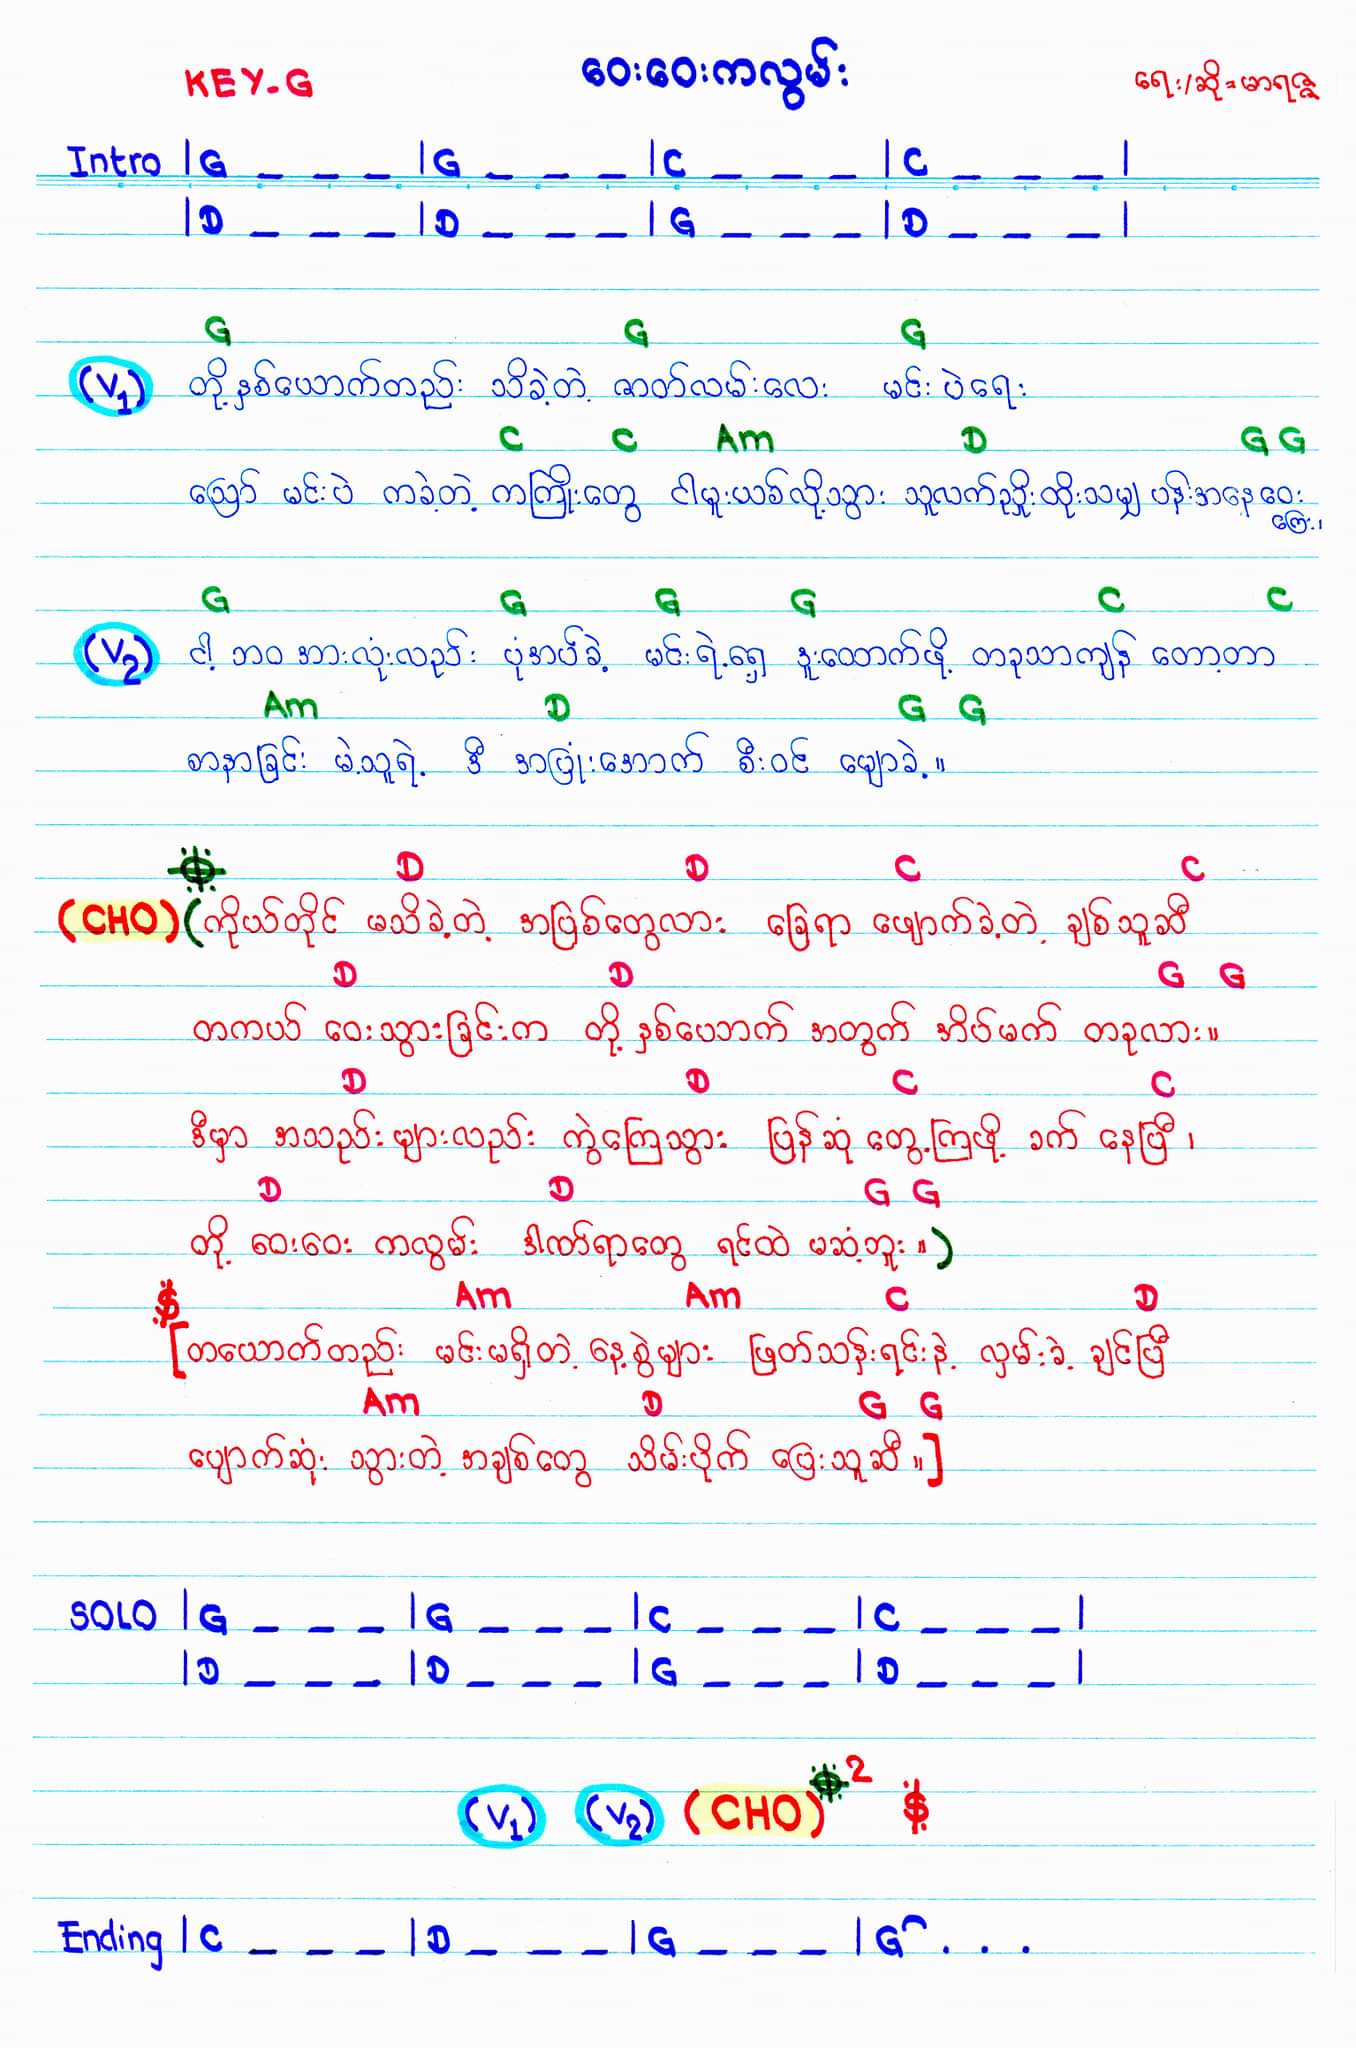 KEY-G ဝေးဝေးကလွမ်း ရေး/ဆို = မာရဇ္ဇ
Intro |G _ _ _ |G _ _ _ |C _ _ _ |C _ _ _ |
|D _ _ _ |D _ _ _ |G _ _ _ |D _ _ _ |
G G G
(V1) တို့နှစ်ယောက်တည်း သိခဲ့တဲ့ ဇာတ်လမ်းလေး မင်းပဲရေး
C C Am D G G
ဪ မင်းပဲ ကခဲ့တဲ့ ကကြိုးတွေ ငါမူးယစ်လို့သွား သူလက်ညှိုးထိုးသမျှ ပန်းအနေဝေး
ကြေး၊
G G G G C C
(V2) ငါ့ ဘဝ အားလုံးလည်း ပုံအပ်ခဲ့ မင်းရဲ့ရှေ့ ဒူးထောက်ဖို့ တခုသာကျန် တော့တာ
Am D G G
စာနာခြင်း မဲ့သူရဲ့ ဒီ အပြုံးအောက် စီးဝင် မျောခဲ့။
D D C C
(CHO) (ကိုယ်တိုင် မသိခဲ့တဲ့ အပြစ်တွေလား ခြေရာ ဖျောက်ခဲ့တဲ့ ချစ်သူဆီ
D D G G
တကယ် ဝေးသွားခြင်းက တို့နှစ်ယောက် အတွက် အိပ်မက် တခုလား။
D D C C
ဒီမှာ အသည်းများလည်း ကွဲကြေသွား ပြန်ဆုံ တွေ့ကြဖို့ ခက် နေပြီ၊
D D G G
တို့ ဝေးဝေး ကလွမ်း ဒါဏ်ရာတွေ ရင်ထဲ မဆံ့ဘူး။)
Am Am C D
[တယောက်တည်း မင်းမရှိတဲ့ နေ့စွဲများ ဖြတ်သန်းရင်းနဲ့ လှမ်းခဲ့ ချင်ပြီ
Am D G G
ပျောက်ဆုံး သွားတဲ့ အချစ်တွေ သိမ်းပိုက် ပြေးသူဆီ။]
SOLO |G _ _ _ |G _ _ _ |C _ _ _ |C _ _ _ |
|D _ _ _ |D _ _ _ |G _ _ _ |D _ _ _ |
(V1) (V2) (CHO) 2 $
Ending |C _ _ _ |D _ _ _ |G _ _ _ |G . . .